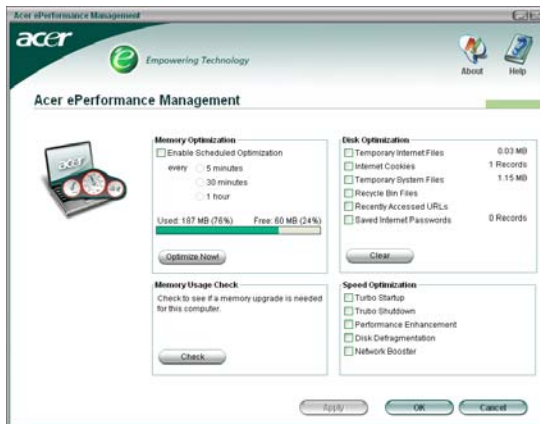 Acer ePerformance Management
acer
Empowering Technology
About
Help
Acer ePerformance Management
Memory Optimization
Enable Scheduled Optimization
every
5 minutes
30 minutes
1 hour
Used: 187 MB (76%) Free: 60 MB (24%)
Optimize Now!
Disk Optimization
Temporary Internet Files 0.03 MB
Internet Cookies 1 Records
Temporary System Files 1.15 MB
Recycle Bin Files
Recently Accessed URLs
Saved Internet Passwords 0 Records
Clear
Memory Usage Check
Check to see if a memory upgrade is needed
for this computer.
Check
Speed Optimization
Turbo Startup
Trubo Shutdown
Performance Enhancement
Disk Defragmentation
Network Booster
Apply
OK
Cancel